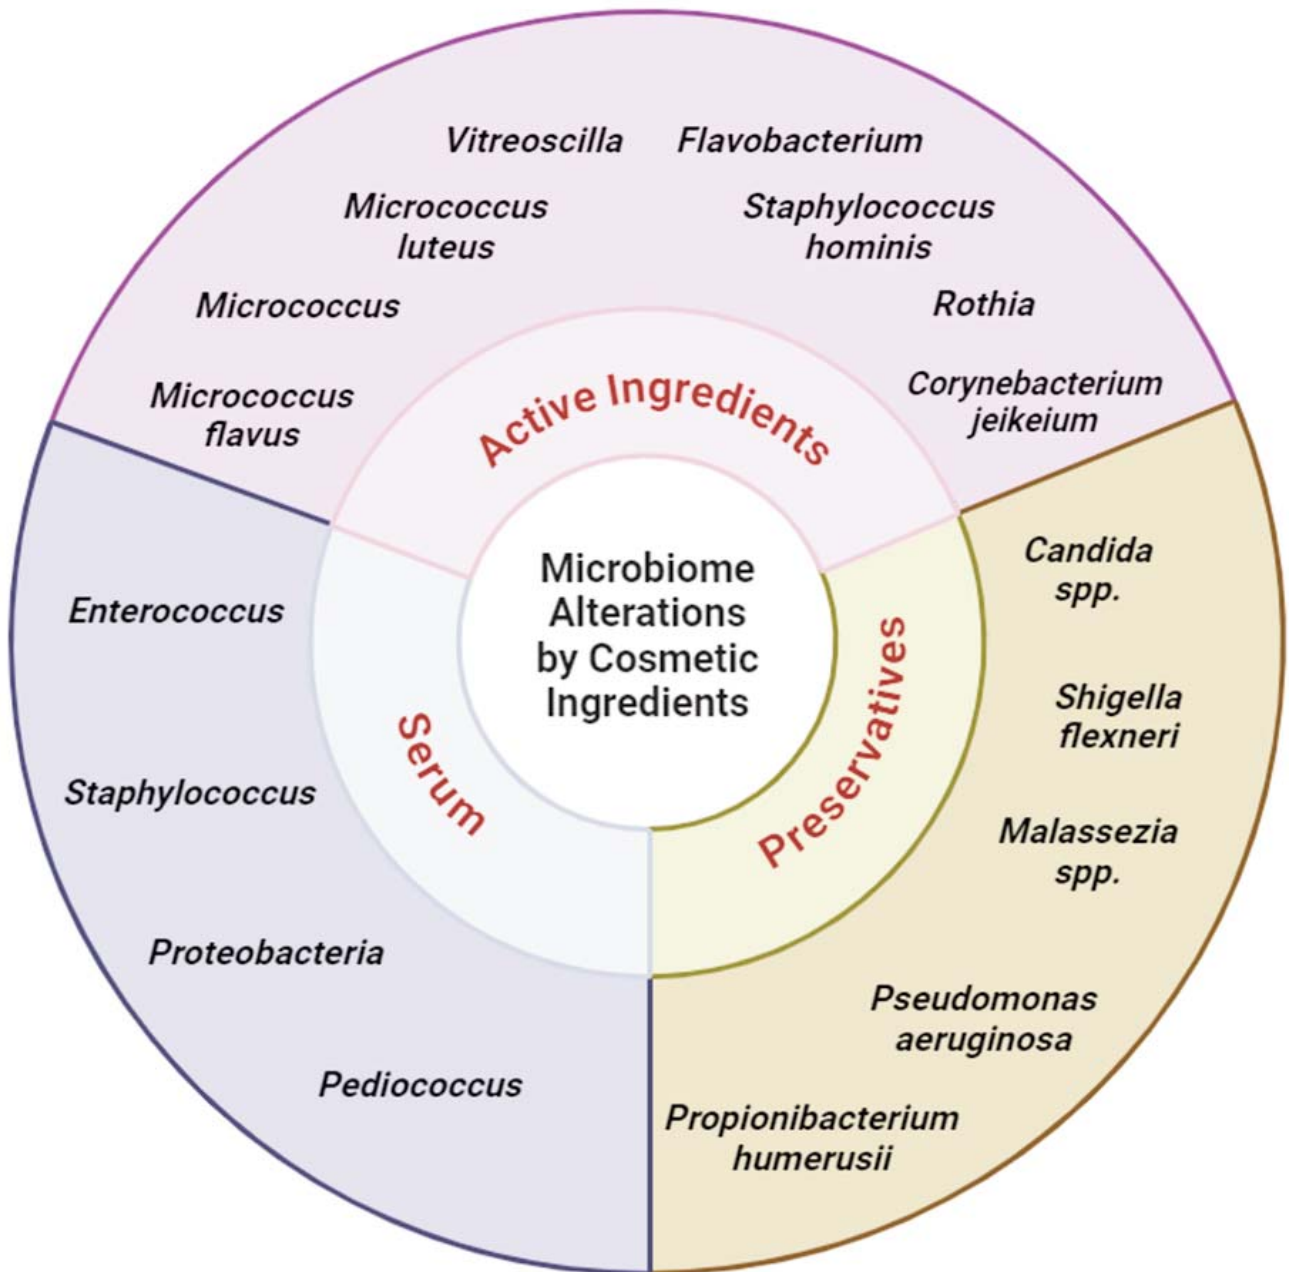 Vitreoscilla
Flavobacterium
Micrococcus
luteus
Staphylococcus
hominis
Micrococcus
Rothia
Micrococcus
flavus
Corynebacterium
jeikeium
Active Ingredients
Microbiome
Alterations
by Cosmetic
Ingredients
Serum
Preservatives
Enterococcus
Staphylococcus
Proteobacteria
Pediococcus
Candida
spp.
Shigella
flexneri
Malassezia
spp.
Pseudomonas
aeruginosa
Propionibacterium
humerusii